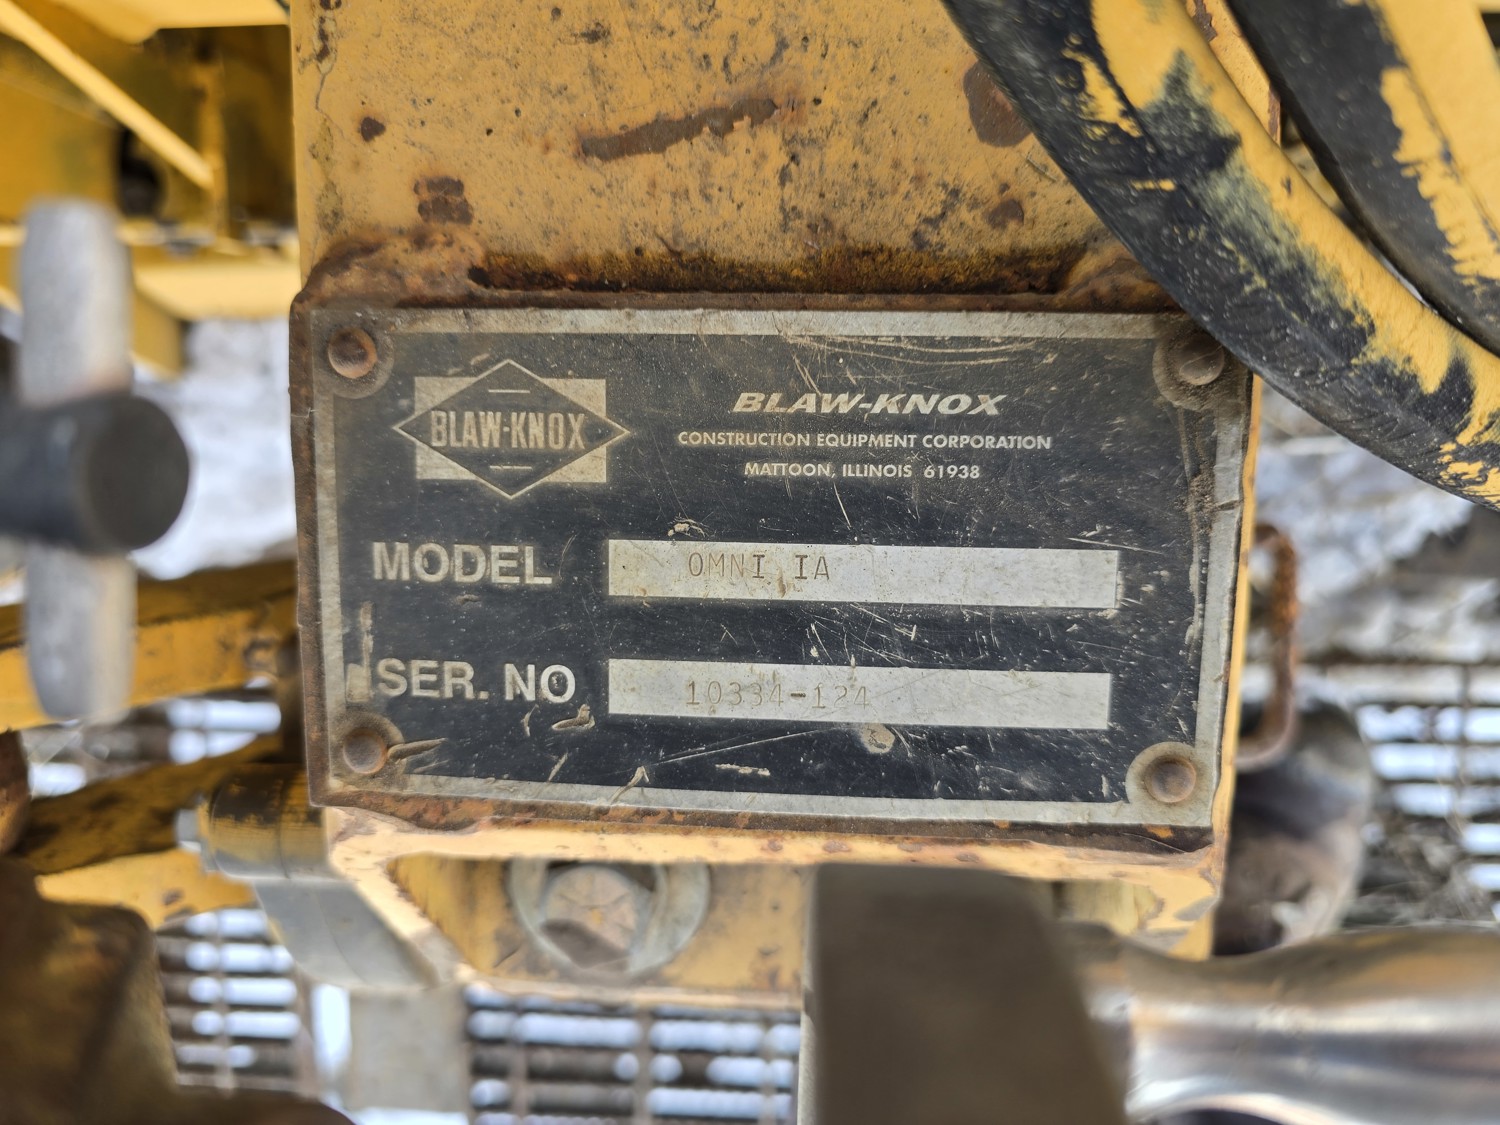 BLAW-KNOX
BLAW-KNOX
CONSTRUCTION EQUIPMENT CORPORATION
MATTOON, ILLINOIS 61938
MODEL OMNI IA
SER. NO 10334-124